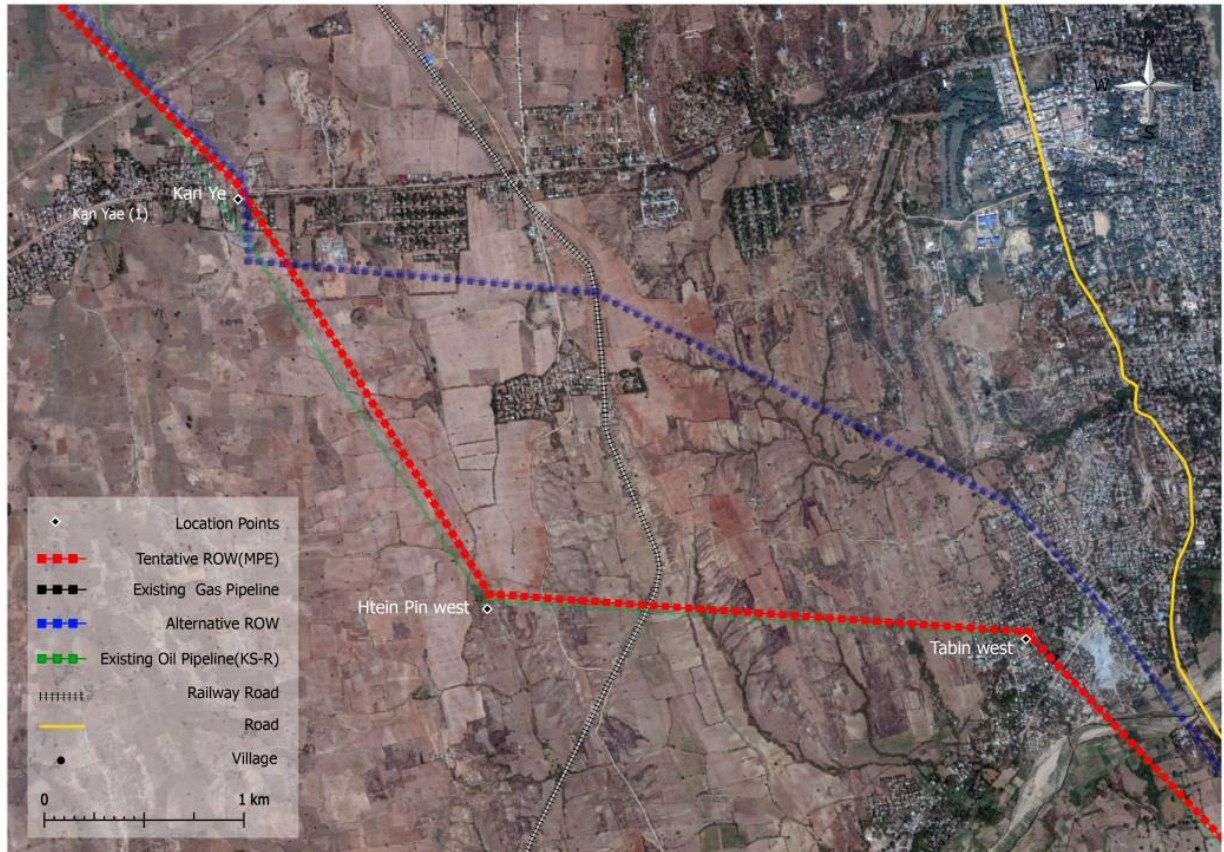 N
W E
S
Kan Ye
Kan Yae (1)
Htein Pin west
Tabin west
Location Points
Tentative ROW(MPE)
Existing Gas Pipeline
Alternative ROW
Existing Oil Pipeline(KS-R)
Railway Road
Road
Village
0 1 km